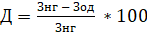 Д = (Знг − Зод) / Знг * 100